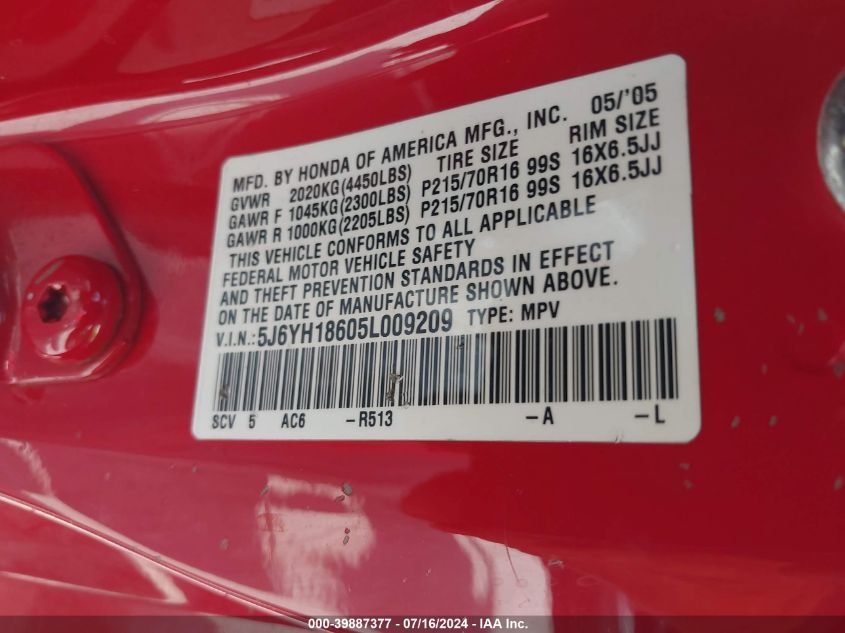 MFD. BY HONDA OF AMERICA MFG., INC. 05/'05
GVWR 2020KG(4450LBS) TIRE SIZE RIM SIZE
GAWR F 1045KG(2300LBS) P215/70R16 99S 16X6.5JJ
GAWR R 1000KG(2205LBS) P215/70R16 99S 16X6.5JJ
THIS VEHICLE CONFORMS TO ALL APPLICABLE
FEDERAL MOTOR VEHICLE SAFETY
AND THEFT PREVENTION STANDARDS IN EFFECT
ON THE DATE OF MANUFACTURE SHOWN ABOVE.
V.I.N.:5J6YH18605L009209 TYPE: MPV
SCV 5 AC6 -R513 -A -L
000-39887377 - 07/16/2024 - IAA Inc.